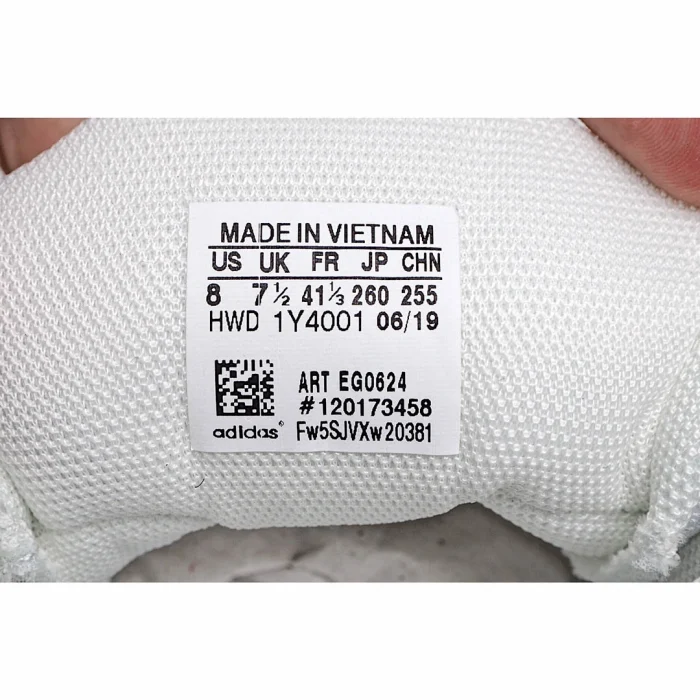 MADE IN VIETNAM
US UK FR JP CHN
8 7½ 41⅓ 260 255
HWD 1Y4001 06/19
ART EG0624
#120173458
adidas® Fw5SJVXw20381